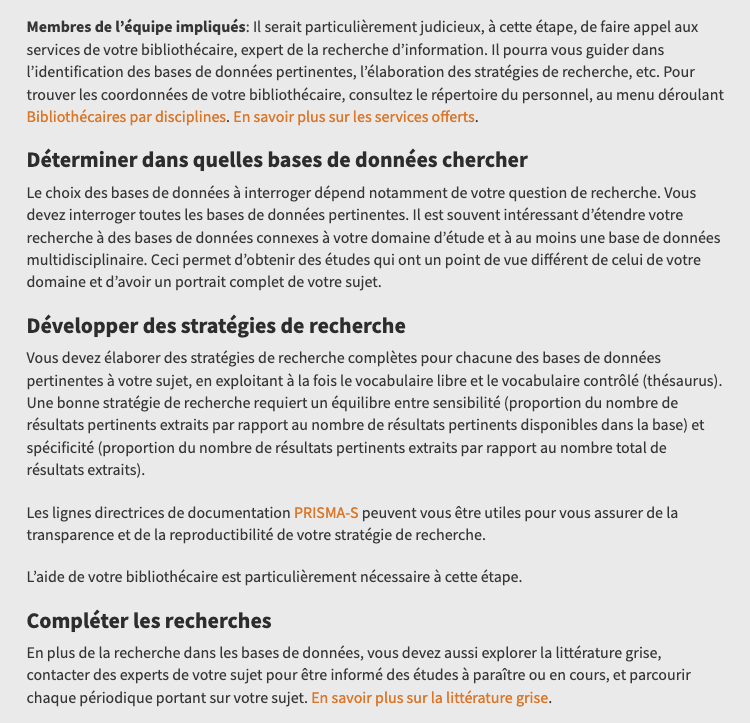 Membres de l’équipe impliqués: Il serait particulièrement judicieux, à cette étape, de faire appel aux
services de votre bibliothécaire, expert de la recherche d’information. Il pourra vous guider dans
l’identification des bases de données pertinentes, l’élaboration des stratégies de recherche, etc. Pour
trouver les coordonnées de votre bibliothécaire, consultez le répertoire du personnel, au menu déroulant
Bibliothécaires par disciplines. En savoir plus sur les services offerts.
Déterminer dans quelles bases de données chercher
Le choix des bases de données à interroger dépend notamment de votre question de recherche. Vous
devez interroger toutes les bases de données pertinentes. Il est souvent intéressant d’étendre votre
recherche à des bases de données connexes à votre domaine d’étude et à au moins une base de données
multidisciplinaire. Ceci permet d’obtenir des études qui ont un point de vue différent de celui de votre
domaine et d’avoir un portrait complet de votre sujet.
Développer des stratégies de recherche
Vous devez élaborer des stratégies de recherche complètes pour chacune des bases de données
pertinentes à votre sujet, en exploitant à la fois le vocabulaire libre et le vocabulaire contrôlé (thésaurus).
Une bonne stratégie de recherche requiert un équilibre entre sensibilité (proportion du nombre de
résultats pertinents extraits par rapport au nombre de résultats pertinents disponibles dans la base) et
spécificité (proportion du nombre de résultats pertinents extraits par rapport au nombre total de
résultats extraits).
Les lignes directrices de documentation PRISMA-S peuvent vous être utiles pour vous assurer de la
transparence et de la reproductibilité de votre stratégie de recherche.
L’aide de votre bibliothécaire est particulièrement nécessaire à cette étape.
Compléter les recherches
En plus de la recherche dans les bases de données, vous devez aussi explorer la littérature grise,
contacter des experts de votre sujet pour être informé des études à paraître ou en cours, et parcourir
chaque périodique portant sur votre sujet. En savoir plus sur la littérature grise.